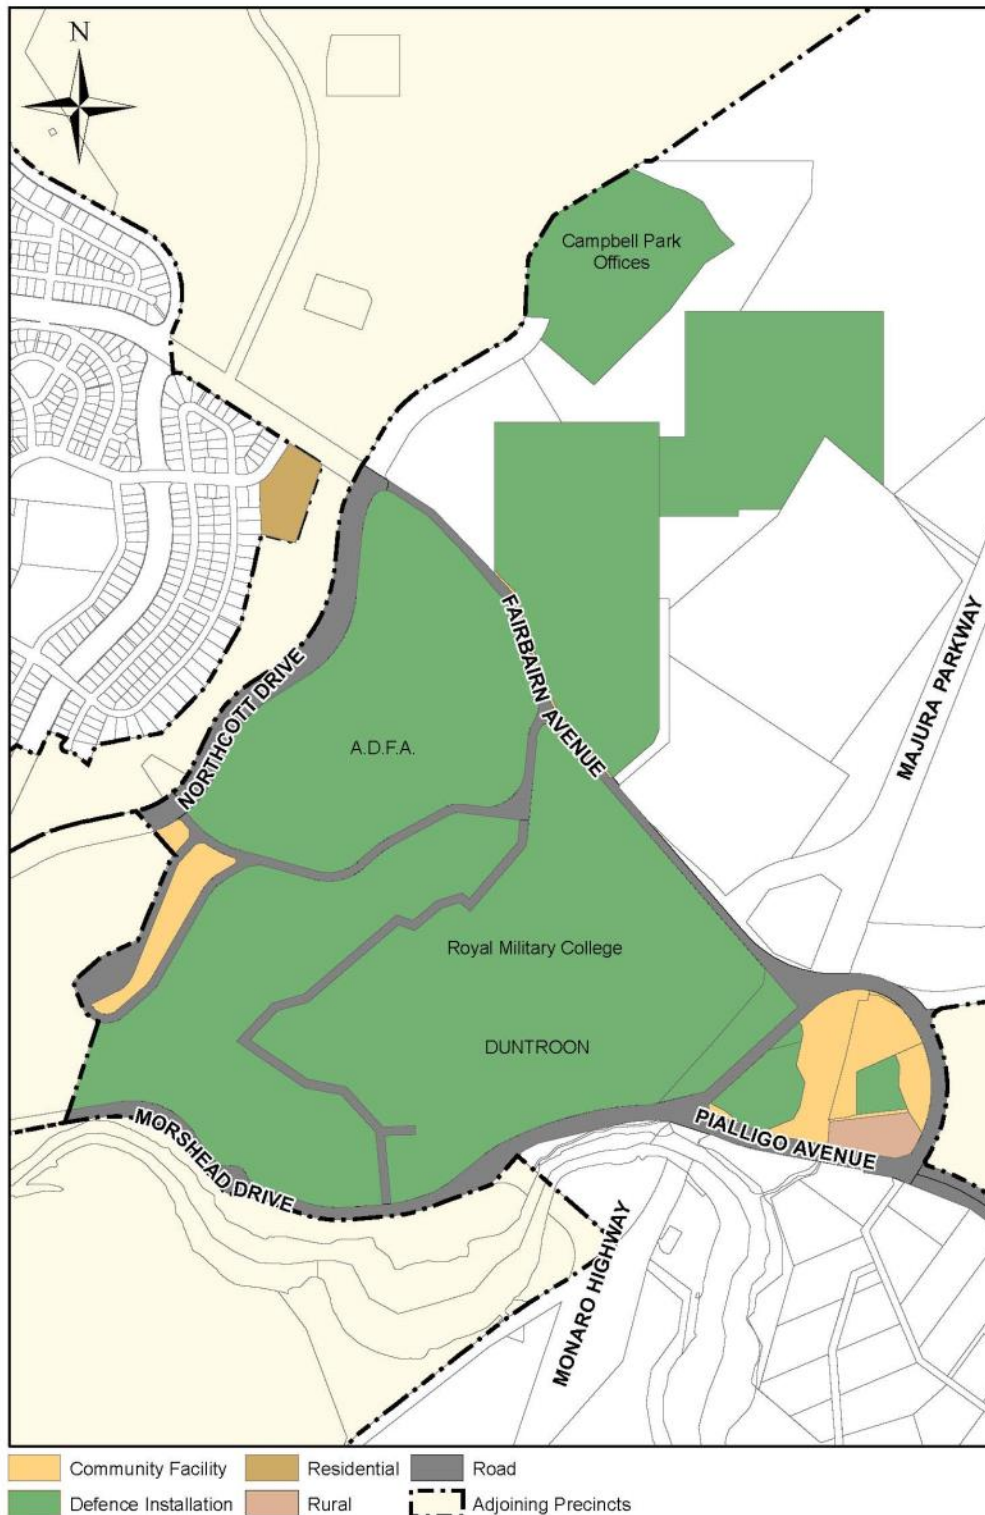 N
Campbell Park
Offices
FAIRBAIRN AVENUE
MAJURA PARKWAY
NORTHCOTT DRIVE
A.D.F.A.
Royal Military College
DUNTROON
PIALLIGO AVENUE
MORSHEAD DRIVE
MONARO HIGHWAY
Community Facility
Residential
Road
Defence Installation
Rural
Adjoining Precincts